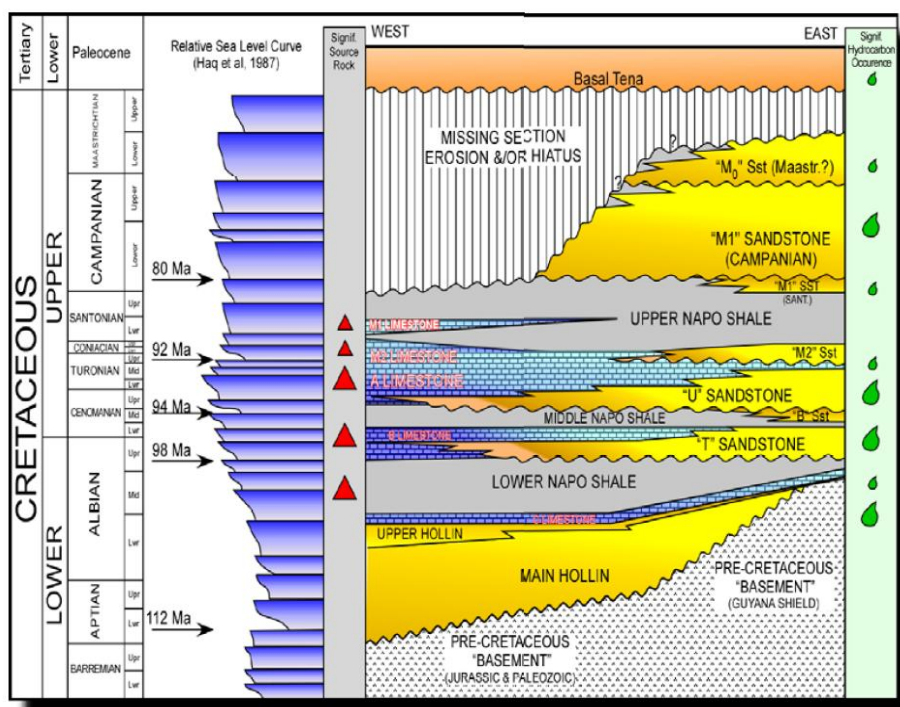 Tertiary
Lower
Paleocene
Relative Sea Level Curve
(Haq et al, 1987)
Signif.
Source
Rock
WEST
EAST
Signif.
Hydrocarbon
Occurence
Basal Tena
CRETACEOUS
UPPER
LOWER
MAASTRICHTIAN
Upper
Lower
CAMPANIAN
Upper
Lower
SANTONIAN
Upr
Lwr
CONIACIAN
TURONIAN
Upr
Mid
Lwr
CENOMANIAN
Upr
Mid
Lwr
ALBIAN
Upr
Mid
Lwr
APTIAN
Upr
Lwr
BARREMIAN
Upr
Lwr
80 Ma
92 Ma
94 Ma
98 Ma
112 Ma
MISSING SECTION
EROSION &/OR HIATUS
?
?
"M0" Sst (Maastr.?)
"M1" SANDSTONE
(CAMPANIAN)
"M1" SST
(SANT.)
M1 LIMESTONE
UPPER NAPO SHALE
M2 LIMESTONE
"M2" Sst
A LIMESTONE
"U" SANDSTONE
MIDDLE NAPO SHALE
"B" Sst
B LIMESTONE
"T" SANDSTONE
LOWER NAPO SHALE
C LIMESTONE
UPPER HOLLIN
MAIN HOLLIN
PRE-CRETACEOUS
"BASEMENT"
(GUYANA SHIELD)
PRE-CRETACEOUS
"BASEMENT"
(JURASSIC & PALEOZOIC)